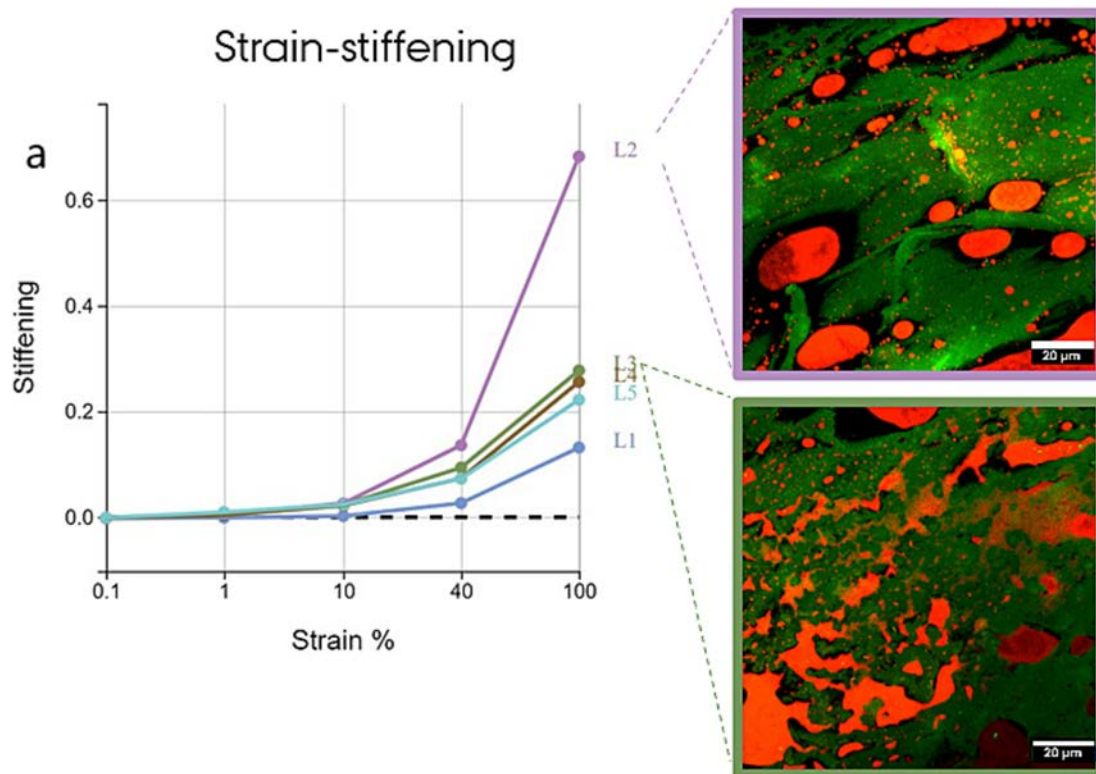 Strain-stiffening
a
Stiffening
0.6
0.4
0.2
0.0
0.1 1 10 40 100
Strain %
L2
L3
L4
L5
L1
20 µm
20 µm